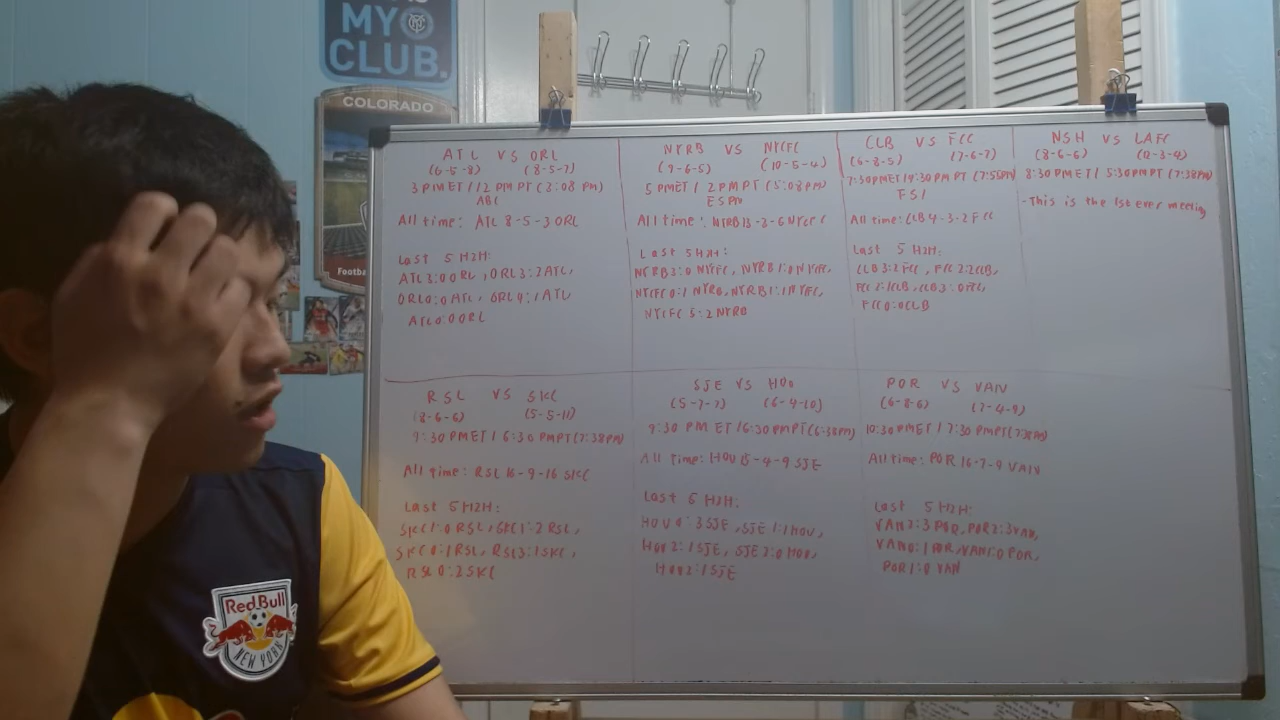 MY
CLUB.
COLORADO
Footba
ATL VS ORL
(6-5-8) (8-5-7)
3 PM ET / 12 PM PT (3:08 PM)
ABC
All time: ATL 8-5-3 ORL
Last 5 H2H:
ATL 3:0 ORL, ORL 3:2 ATL,
ORL 0:0 ATL, ORL 4:1 ATL
ATL 0:0 ORL
NYRB VS NYCFC
(9-6-5) (10-5-4)
5 PM ET / 2 PM PT (5:08 PM)
ESPN
All time: NYRB 13-3-6 NYCFC
Last 5 H2H:
NYRB 2:0 NYCFC, NYRB 1:0 NYCFC,
NYCFC 0:1 NYRB, NYRB 1:1 NYCFC,
NYCFC 5:2 NYRB
CLB VS FCC
(6-8-5) (7-6-7)
7:30 PM ET / 4:30 PM PT (7:55 PM)
FS1
All time: CLB 4-3-2 FCC
Last 5 H2H:
CLB 3:2 FCC, FCC 2:2 CLB,
FCC 2:1 CLB, CLB 3:0 FCC,
FCC 0:0 CLB
NSH VS LAFC
(8-6-6) (12-3-4)
8:30 PM ET / 5:30 PM PT (7:38 PM)
-This is the 1st ever meeting
RSL VS SKC
(8-6-6) (5-5-11)
9:30 PM ET / 6:30 PM PT (7:38 PM)
All time: RSL 16-9-16 SKC
Last 5 H2H:
SKC 1:0 RSL, SKC 1:2 RSL,
SKC 0:1 RSL, RSL 3:1 SKC,
RSL 0:2 SKC
SJE VS HOU
(5-7-7) (6-4-10)
9:30 PM ET / 6:30 PM PT (6:38 PM)
All time: HOU 15-4-9 SJE
Last 5 H2H:
HOU 0:3 SJE, SJE 1:1 HOU,
HOU 2:1 SJE, SJE 2:0 HOU,
HOU 2:1 SJE
POR VS VAN
(6-8-6) (7-4-9)
10:30 PM ET / 7:30 PM PT (7:38 PM)
All time: POR 16-7-9 VAN
Last 5 H2H:
VAN 2:3 POR, POR 2:3 VAN,
VAN 0:1 POR, VAN 1:0 POR,
POR 1:0 VAN
Red Bull
NEW YORK